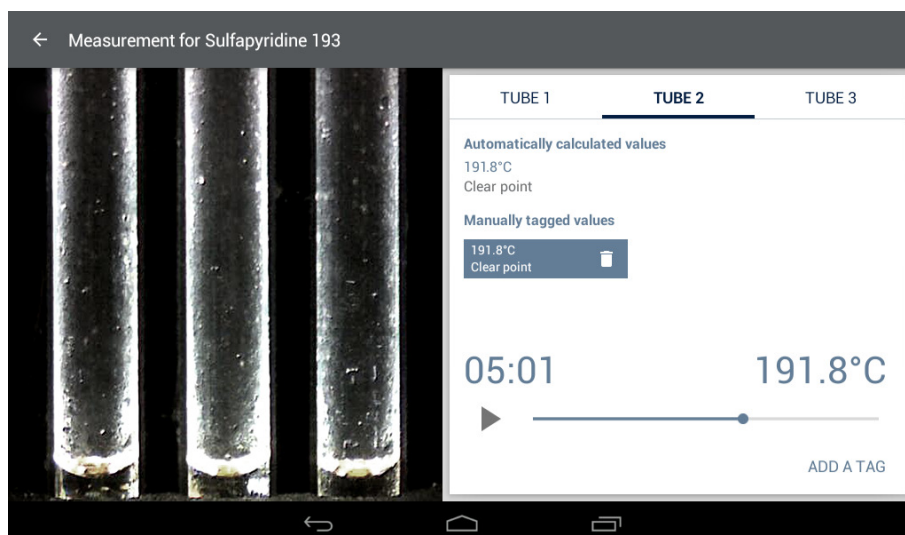 Measurement for Sulfapyridine 193
TUBE 1 TUBE 2 TUBE 3
Automatically calculated values
191.8°C
Clear point
Manually tagged values
191.8°C
Clear point
05:01 191.8°C
ADD A TAG